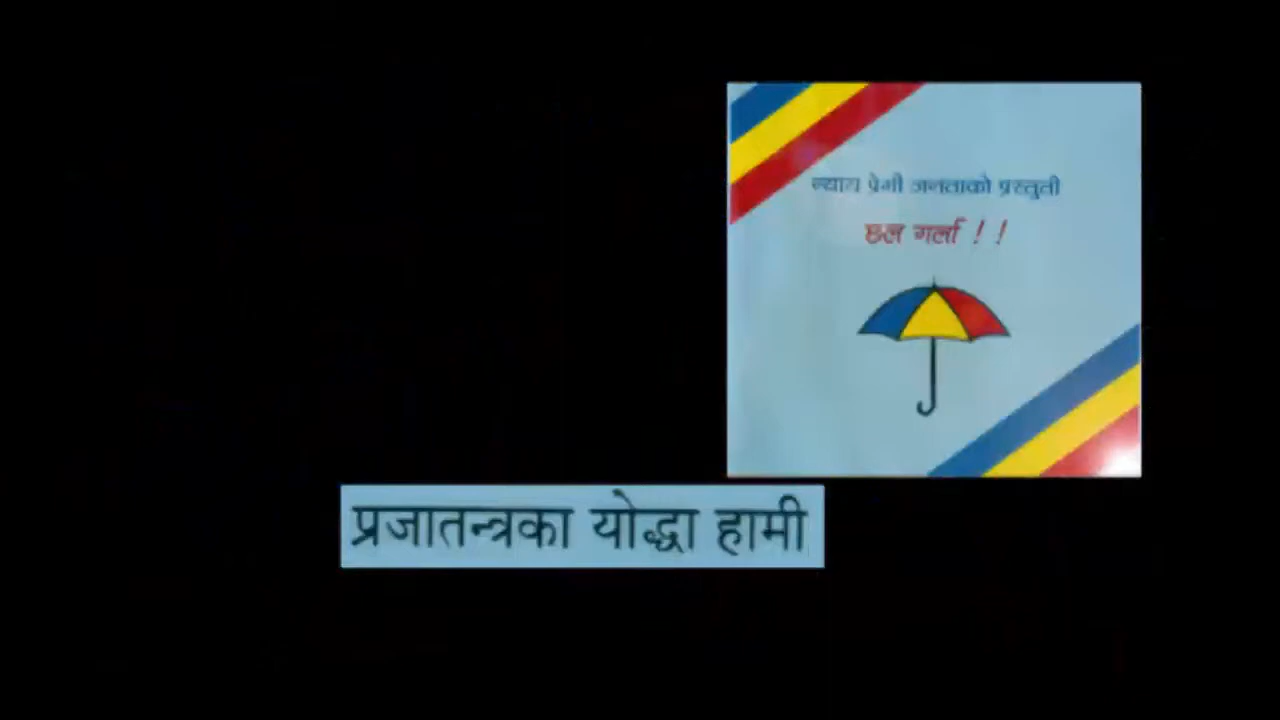 न्याय प्रेमी जनताको प्रस्तुती
छल गर्ला ! !
प्रजातन्त्रका योद्धा हामी